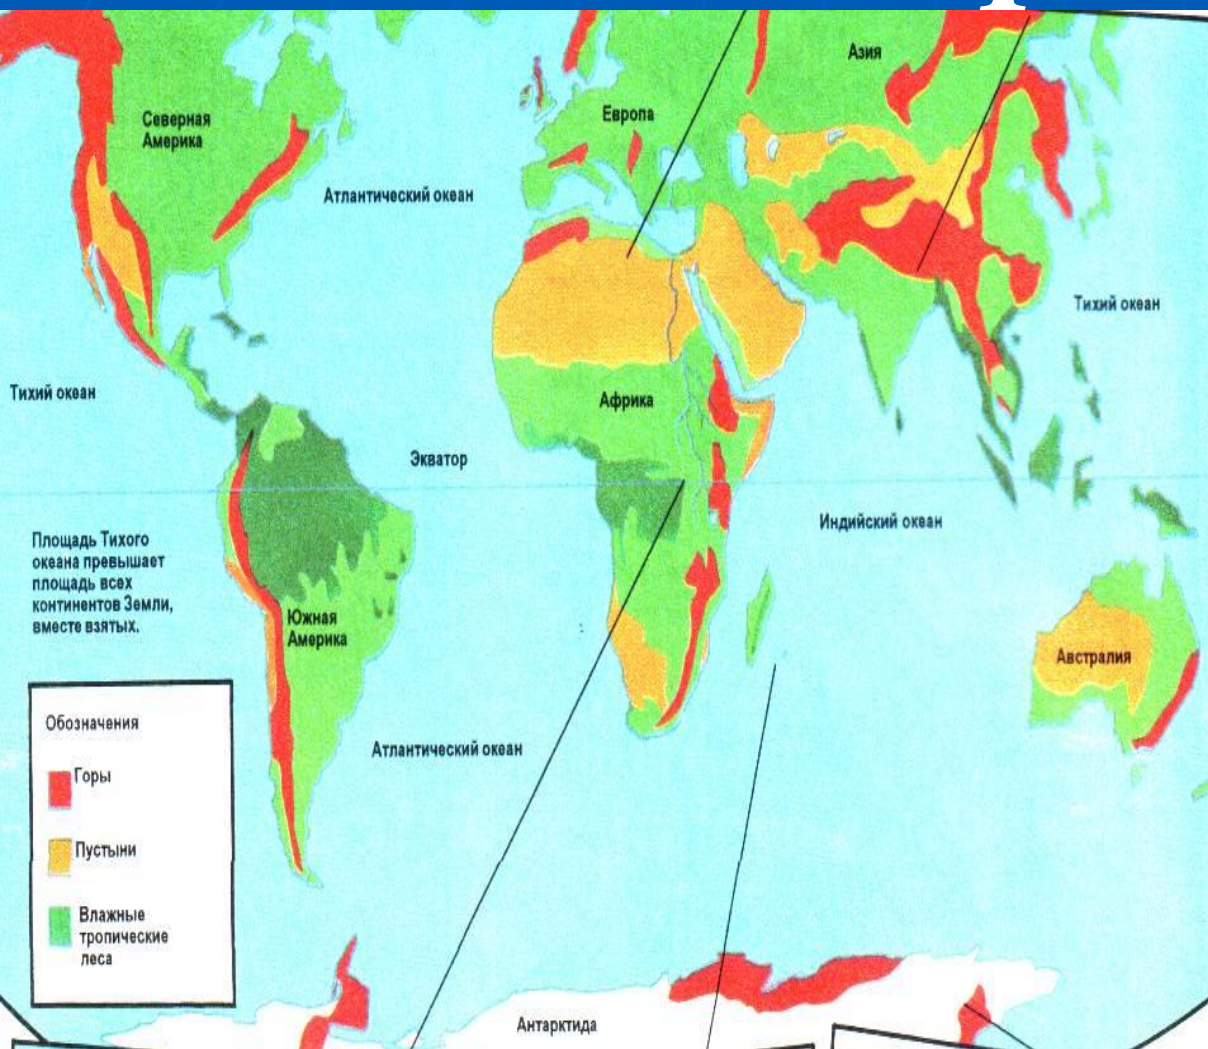 Азия
Северная
Америка
Европа
Атлантический океан
Тихий океан
Тихий океан
Африка
Экватор
Индийский океан
Площадь Тихого
океана превышает
площадь всех
континентов Земли,
вместе взятых.
Южная
Америка
Австралия
Обозначения
Атлантический океан
Горы
Пустыни
Влажные
тропические
леса
Антарктида